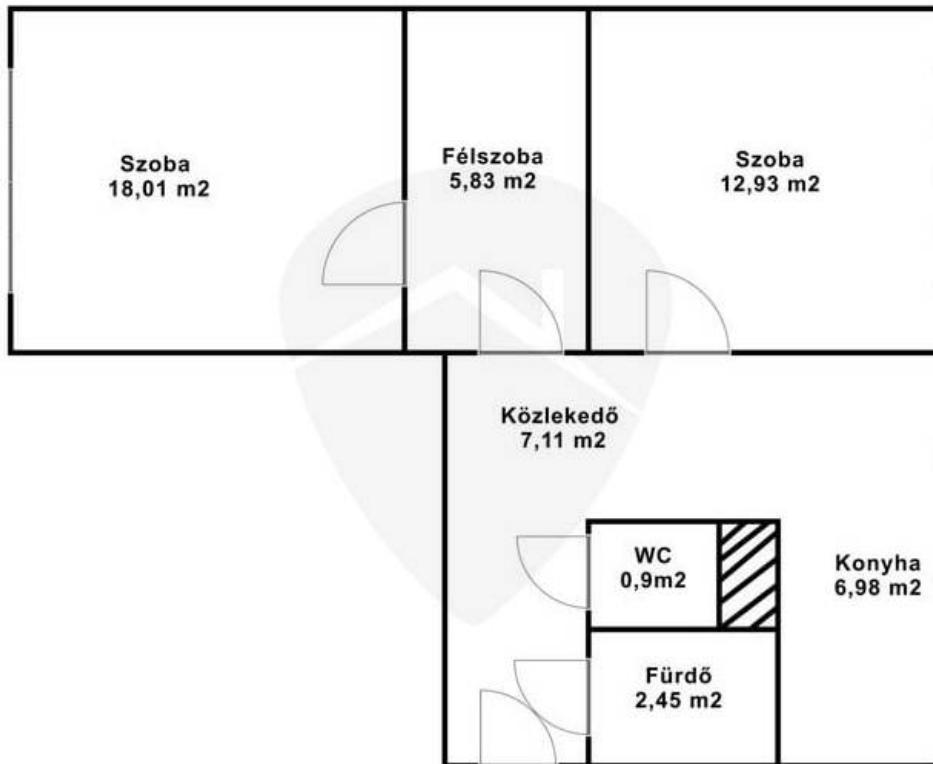 Szoba
18,01 m2
Félszoba
5,83 m2
Szoba
12,93 m2
Közlekedő
7,11 m2
WC
0,9m2
Konyha
6,98 m2
Fürdő
2,45 m2